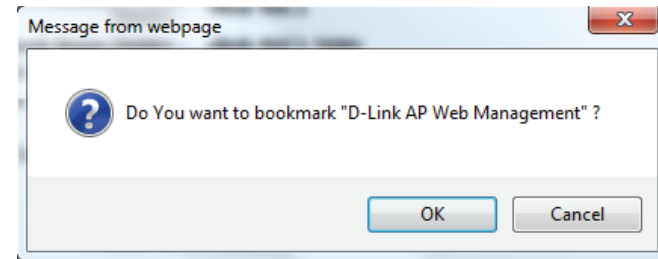 Message from webpage
Do You want to bookmark "D-Link AP Web Management" ?
OK
Cancel